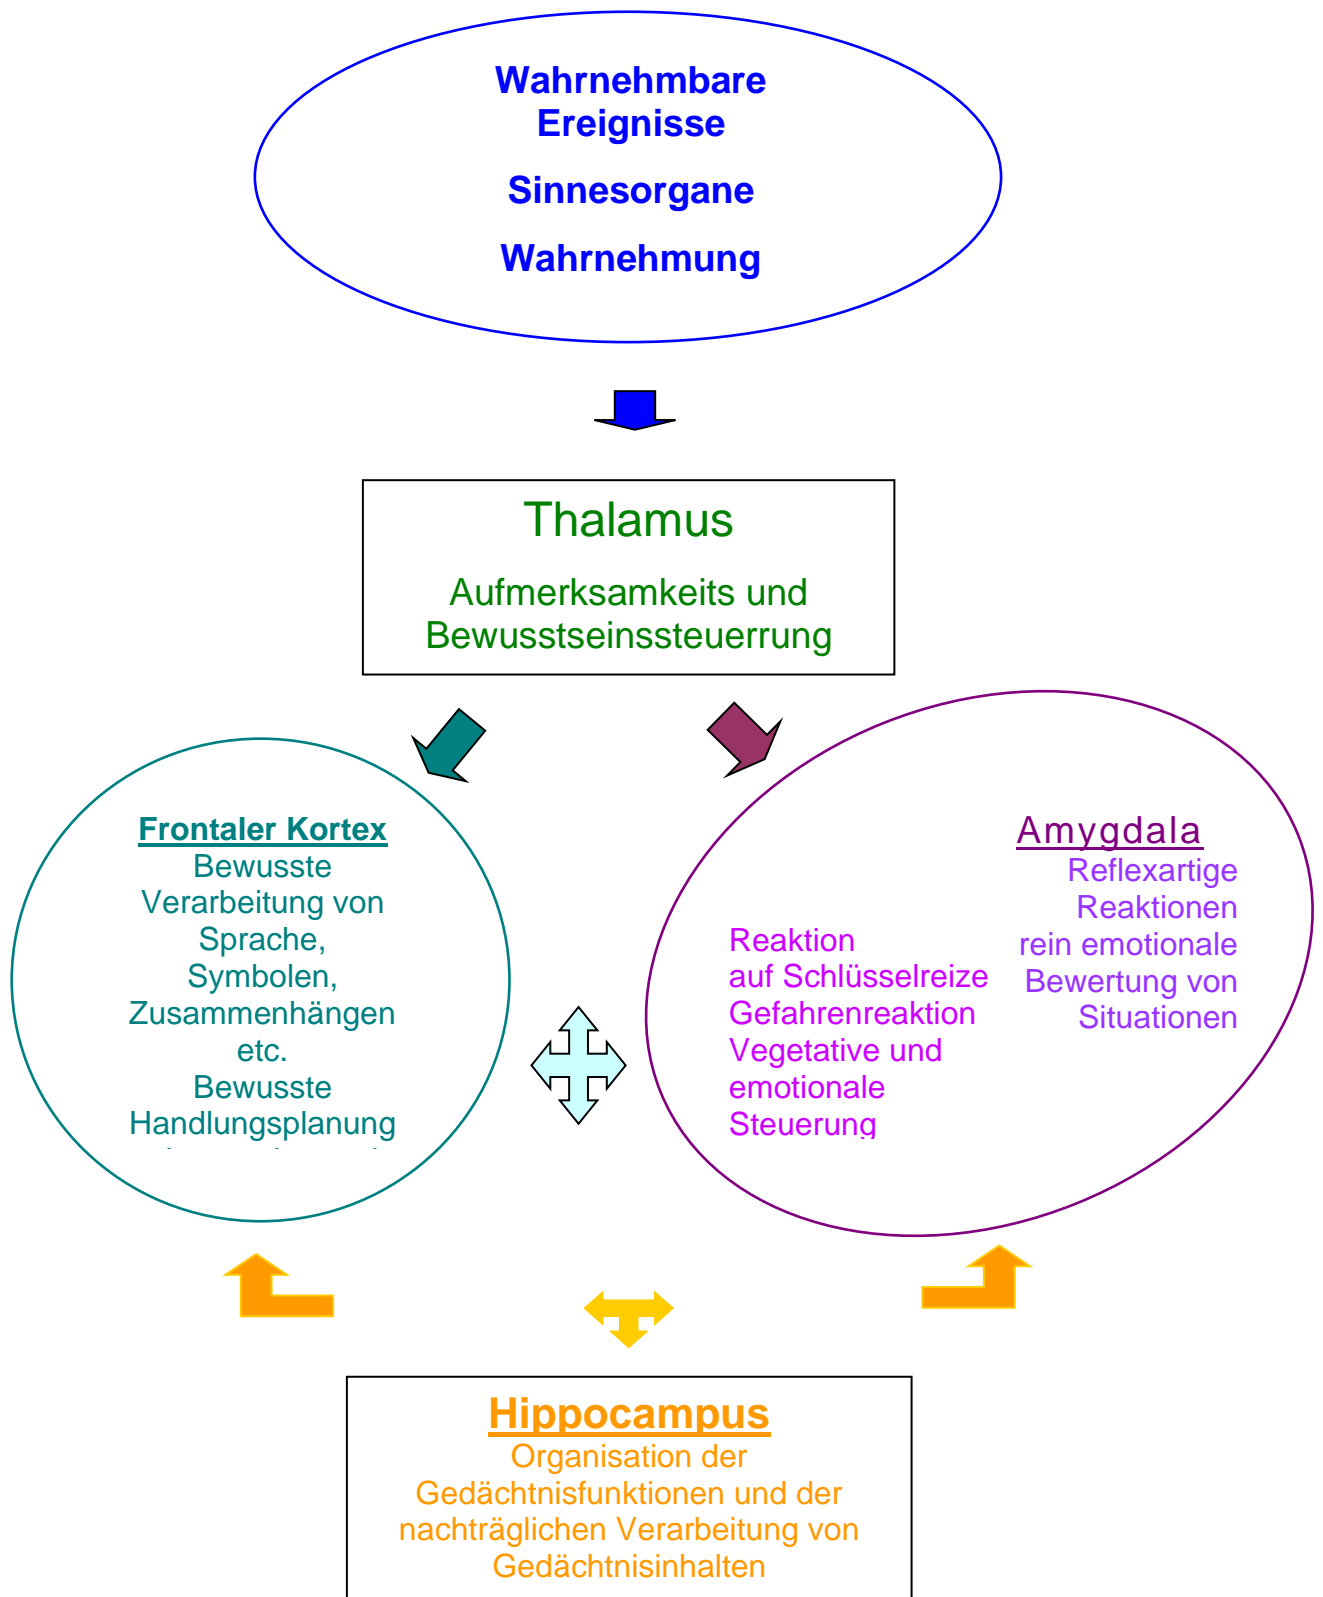 Wahrnehmbare
Ereignisse
Sinnesorgane
Wahrnehmung
Thalamus
Aufmerksamkeits und
Bewusstseinssteuerrung
Frontaler Kortex
Bewusste
Verarbeitung von
Sprache,
Symbolen,
Zusammenhängen
etc.
Bewusste
Handlungsplanung
Amygdala
Reflexartige
Reaktionen
rein emotionale
Bewertung von
Situationen
Reaktion
auf Schlüsselreize
Gefahrenreaktion
Vegetative und
emotionale
Steuerung
Hippocampus
Organisation der
Gedächtnisfunktionen und der
nachträglichen Verarbeitung von
Gedächtnisinhalten